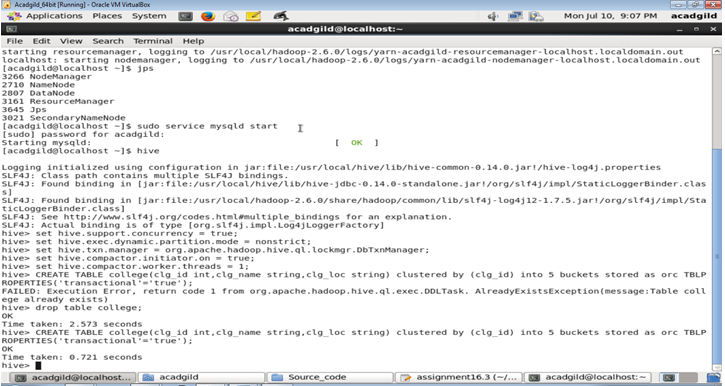 Acadgild_64bit [Running] - Oracle VM VirtualBox
Applications Places System
Mon Jul 10, 9:07 PM acadgild
acadgild@localhost:~
File Edit View Search Terminal Help
starting resourcemanager, logging to /usr/local/hadoop-2.6.0/logs/yarn-acadgild-resourcemanager-localhost.localdomain.out
localhost: starting nodemanager, logging to /usr/local/hadoop-2.6.0/logs/yarn-acadgild-nodemanager-localhost.localdomain.out
[acadgild@localhost ~]$ jps
3266 NodeManager
2710 NameNode
2807 DataNode
3161 ResourceManager
3645 Jps
3021 SecondaryNameNode
[acadgild@localhost ~]$ sudo service mysqld start
[sudo] password for acadgild:
Starting mysqld: [ OK ]
[acadgild@localhost ~]$ hive
Logging initialized using configuration in jar:file:/usr/local/hive/lib/hive-common-0.14.0.jar!/hive-log4j.properties
SLF4J: Class path contains multiple SLF4J bindings.
SLF4J: Found binding in [jar:file:/usr/local/hive/lib/hive-jdbc-0.14.0-standalone.jar!/org/slf4j/impl/StaticLoggerBinder.clas
s]
SLF4J: Found binding in [jar:file:/usr/local/hadoop-2.6.0/share/hadoop/common/lib/slf4j-log4j12-1.7.5.jar!/org/slf4j/impl/Sta
ticLoggerBinder.class]
SLF4J: See http://www.slf4j.org/codes.html#multiple_bindings for an explanation.
SLF4J: Actual binding is of type [org.slf4j.impl.Log4jLoggerFactory]
hive> set hive.support.concurrency = true;
hive> set hive.exec.dynamic.partition.mode = nonstrict;
hive> set hive.txn.manager = org.apache.hadoop.hive.ql.lockmgr.DbTxnManager;
hive> set hive.compactor.initiator.on = true;
hive> set hive.compactor.worker.threads = 1;
hive> CREATE TABLE college(clg_id int,clg_name string,clg_loc string) clustered by (clg_id) into 5 buckets stored as orc TBLP
ROPERTIES('transactional'='true');
FAILED: Execution Error, return code 1 from org.apache.hadoop.hive.ql.exec.DDLTask. AlreadyExistsException(message:Table coll
ege already exists)
hive> drop table college;
OK
Time taken: 2.573 seconds
hive> CREATE TABLE college(clg_id int,clg_name string,clg_loc string) clustered by (clg_id) into 5 buckets stored as orc TBLP
ROPERTIES('transactional'='true');
OK
Time taken: 0.721 seconds
hive>
acadgild@localhost:... acadgild Source_code assignment16.3 (~/... acadgild@localhost:~